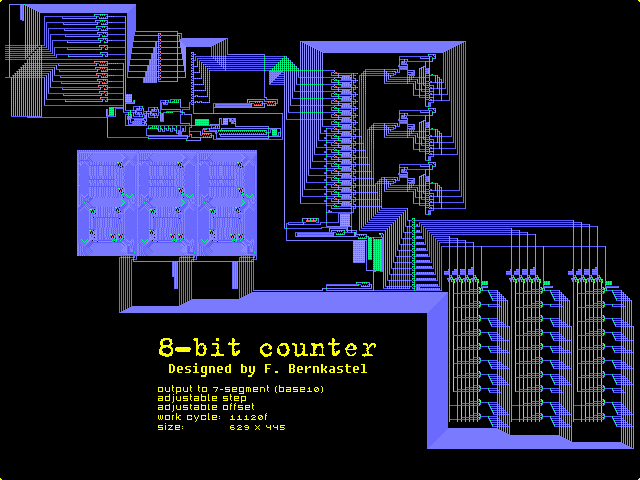 8-bit counter
Designed by F. Bernkastel
output to 7-segment (base10)
adjustable step
adjustable offset
work cycle: 11120f
size: 629 x 445